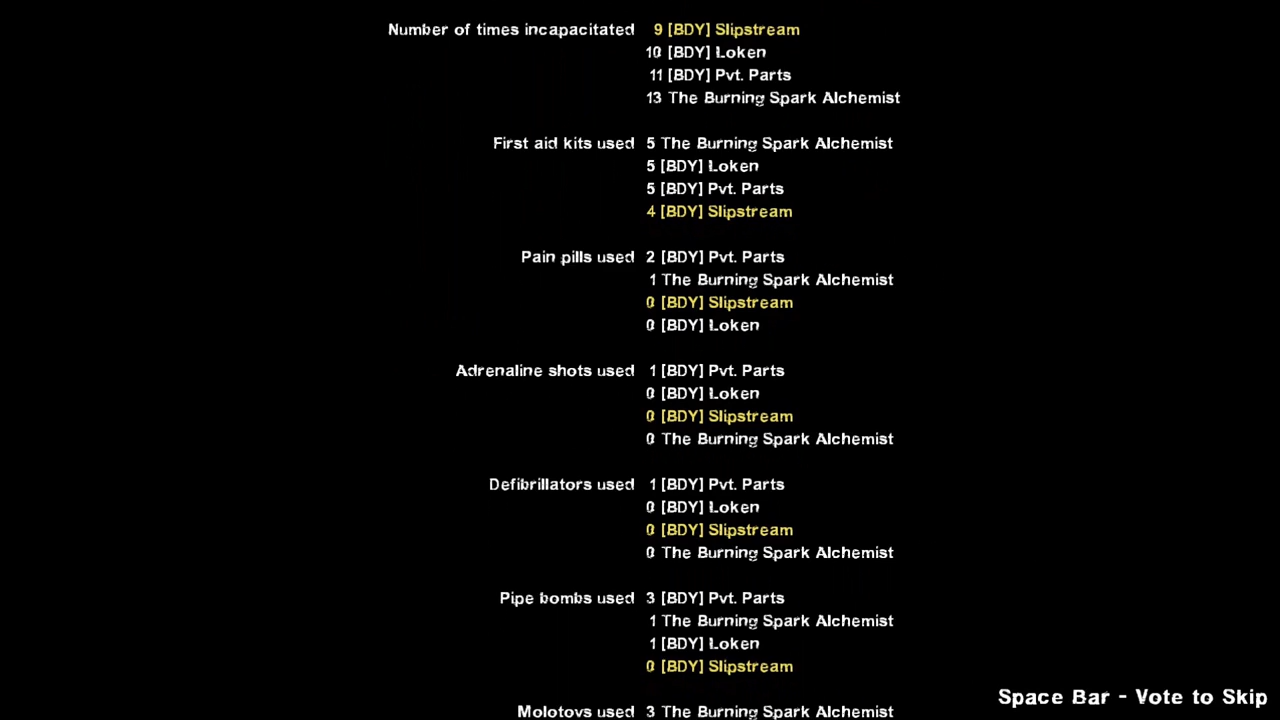 Number of times incapacitated 9 [BDY] Slipstream
10 [BDY] Loken
11 [BDY] Pvt. Parts
13 The Burning Spark Alchemist
First aid kits used 5 The Burning Spark Alchemist
5 [BDY] Loken
5 [BDY] Pvt. Parts
4 [BDY] Slipstream
Pain pills used 2 [BDY] Pvt. Parts
1 The Burning Spark Alchemist
0 [BDY] Slipstream
0 [BDY] Loken
Adrenaline shots used 1 [BDY] Pvt. Parts
0 [BDY] Loken
0 [BDY] Slipstream
0 The Burning Spark Alchemist
Defibrillators used 1 [BDY] Pvt. Parts
0 [BDY] Loken
0 [BDY] Slipstream
0 The Burning Spark Alchemist
Pipe bombs used 3 [BDY] Pvt. Parts
1 The Burning Spark Alchemist
1 [BDY] Loken
0 [BDY] Slipstream
Molotovs used 3 The Burning Spark Alchemist
Space Bar - Vote to Skip